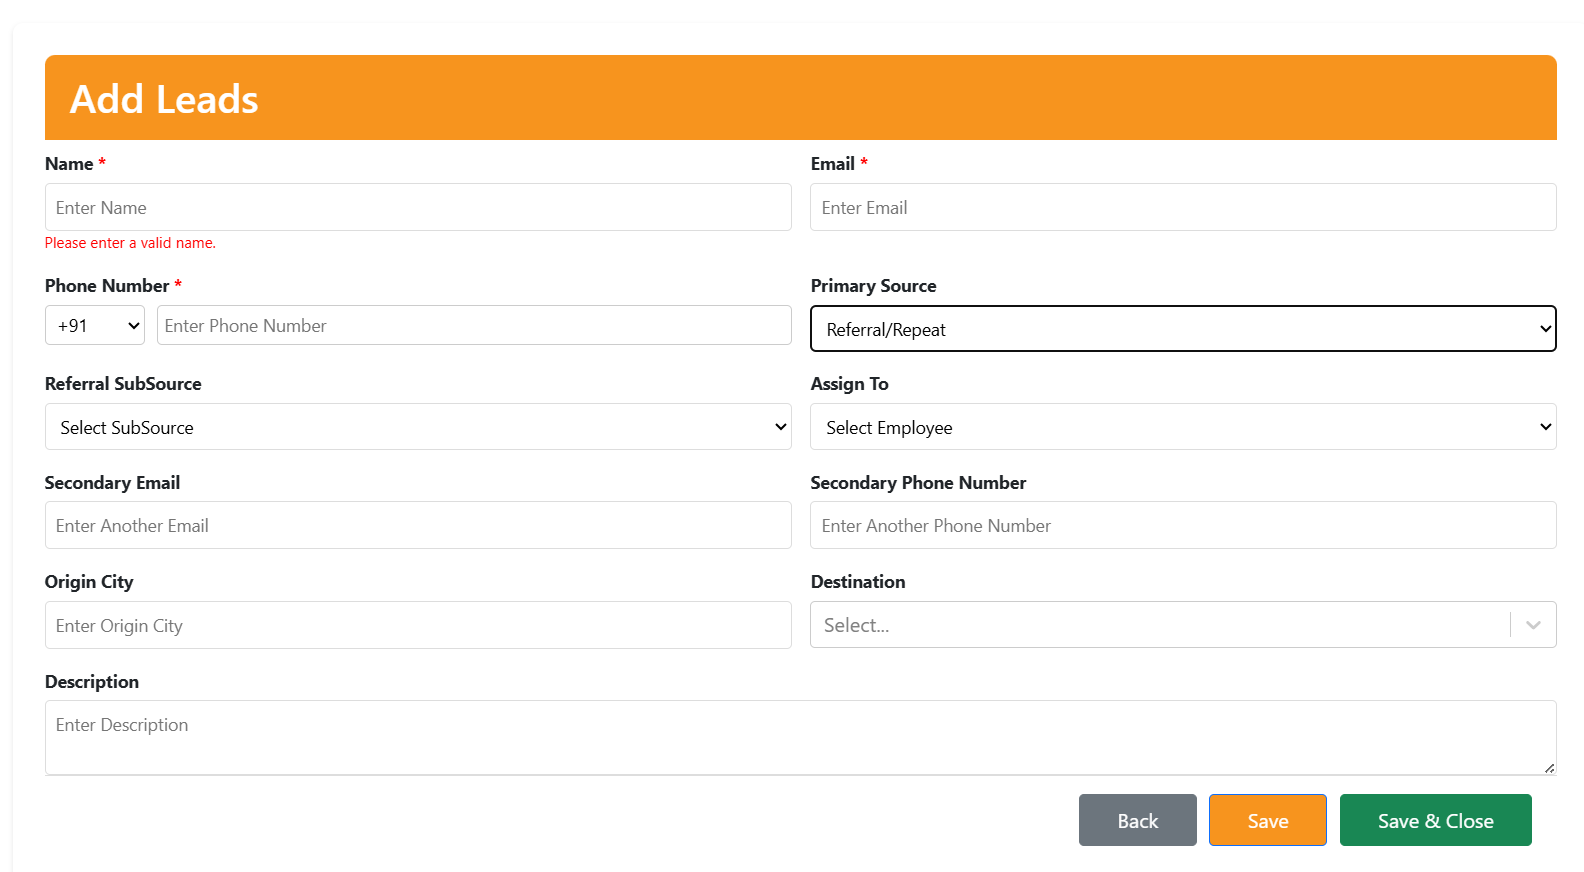 Add Leads
Name *
Email *
Enter Name
Enter Email
Please enter a valid name.
Phone Number *
Primary Source
+91
Enter Phone Number
Referral/Repeat
Referral SubSource
Assign To
Select SubSource
Select Employee
Secondary Email
Secondary Phone Number
Enter Another Email
Enter Another Phone Number
Origin City
Destination
Enter Origin City
Select...
Description
Enter Description
Back
Save
Save & Close